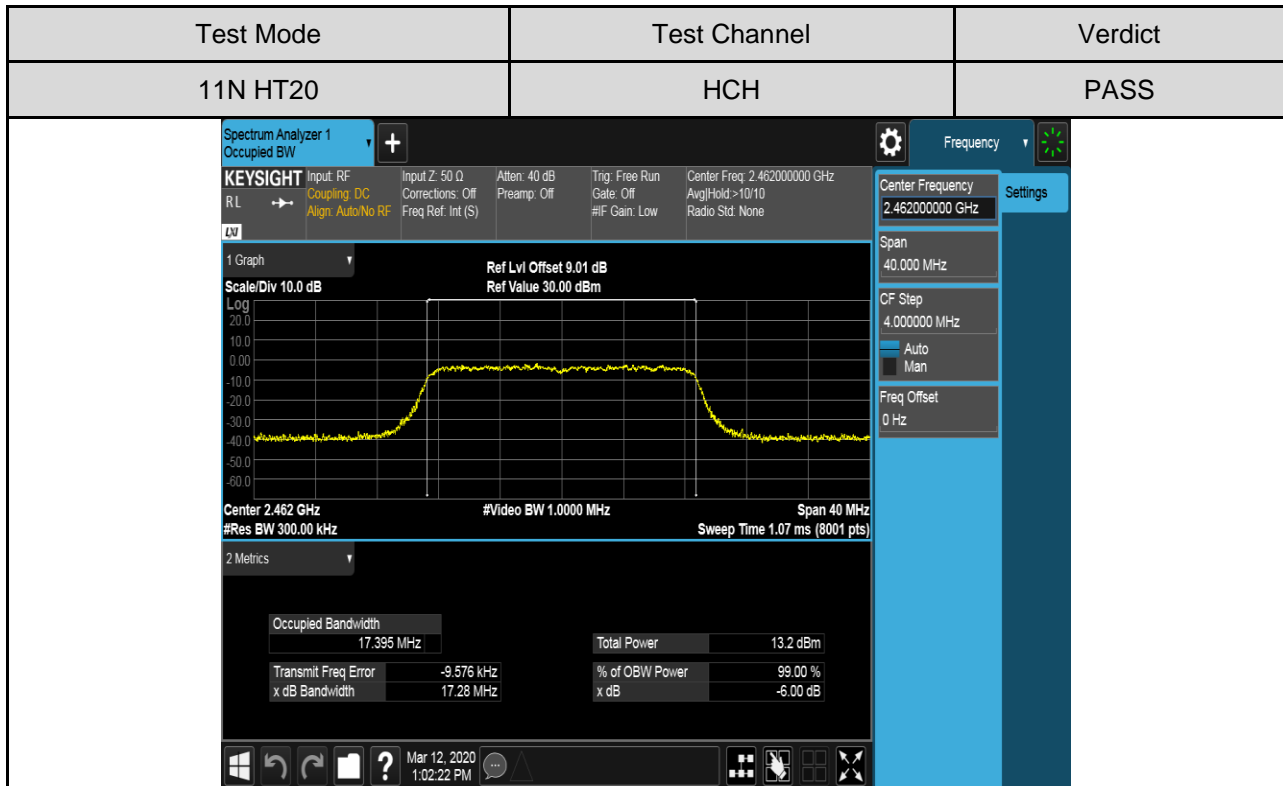 Test Mode Test Channel Verdict
11N HT20 HCH PASS
Spectrum Analyzer 1
Occupied BW
+
Frequency
KEYSIGHT
RL
LXI
Input: RF
Coupling: DC
Align: Auto/No RF
Input Z: 50 Ω
Corrections: Off
Freq Ref: Int (S)
Atten: 40 dB
Preamp: Off
Trig: Free Run
Gate: Off
#IF Gain: Low
Center Freq: 2.462000000 GHz
Avg|Hold:>10/10
Radio Std: None
Center Frequency
2.462000000 GHz
Settings
Span
40.000 MHz
CF Step
4.000000 MHz
Auto
Man
Freq Offset
0 Hz
1 Graph
Scale/Div 10.0 dB
Ref Lvl Offset 9.01 dB
Ref Value 30.00 dBm
Log
20.0
10.0
0.00
-10.0
-20.0
-30.0
-40.0
-50.0
-60.0
Center 2.462 GHz
#Res BW 300.00 kHz
#Video BW 1.0000 MHz
Span 40 MHz
Sweep Time 1.07 ms (8001 pts)
2 Metrics
Occupied Bandwidth
17.395 MHz
Total Power 13.2 dBm
Transmit Freq Error -9.576 kHz
% of OBW Power 99.00 %
x dB Bandwidth 17.28 MHz
x dB -6.00 dB
?
Mar 12, 2020
1:02:22 PM